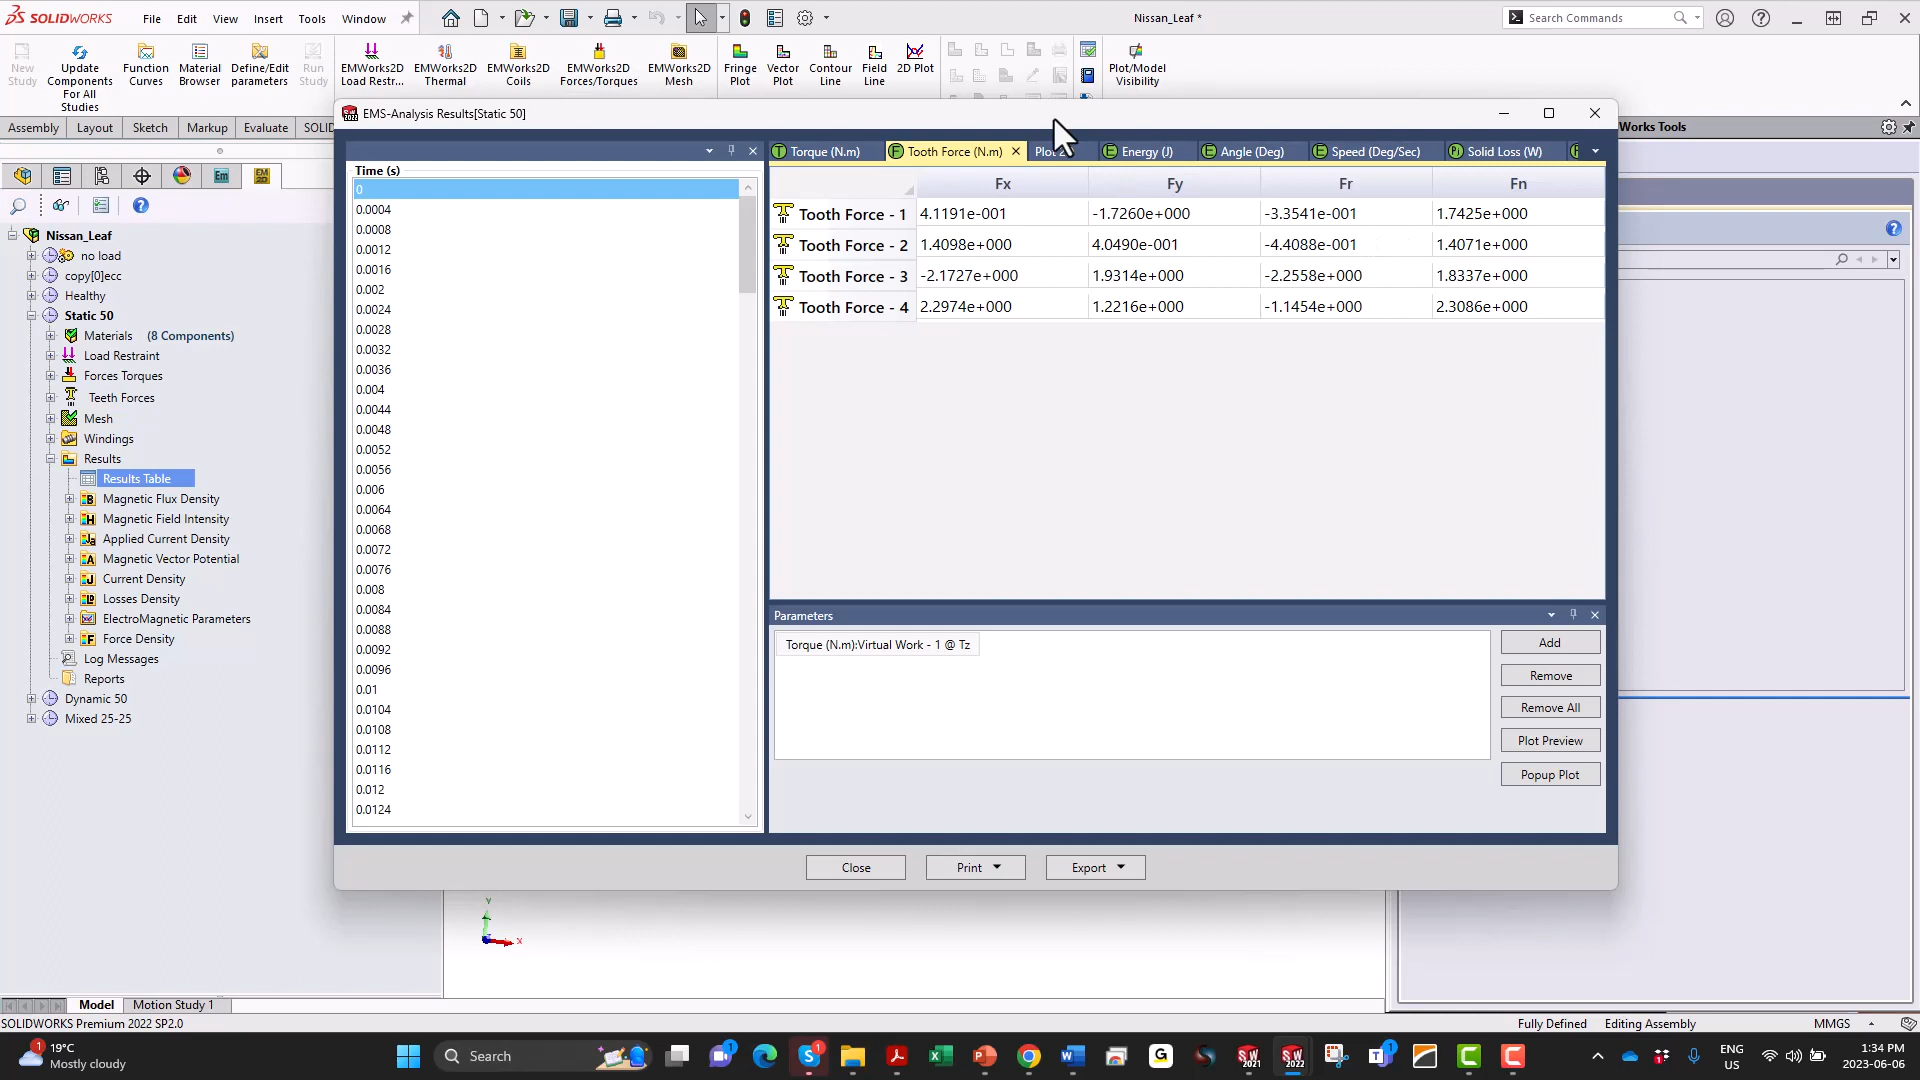 SOLIDWORKS File Edit View Insert Tools Window Nissan_Leaf * Search Commands
New Study
Update Components For All Studies
Function Curves
Material Browser
Define/Edit parameters
Run Study
EMWorks2D Load Restr...
EMWorks2D Thermal
EMWorks2D Coils
EMWorks2D Forces/Torques
EMWorks2D Mesh
Fringe Plot
Vector Plot
Contour Line
Field Line
2D Plot
Plot/Model Visibility
Assembly Layout Sketch Markup Evaluate SOLID
Works Tools
EMS-Analysis Results[Static 50]
Torque (N.m) Tooth Force (N.m) Plot 2 Energy (J) Angle (Deg) Speed (Deg/Sec) Solid Loss (W)
Nissan_Leaf
no load
copy[0]ecc
Healthy
Static 50
Materials (8 Components)
Load Restraint
Forces Torques
Teeth Forces
Mesh
Windings
Results
Results Table
Magnetic Flux Density
Magnetic Field Intensity
Applied Current Density
Magnetic Vector Potential
Current Density
Losses Density
ElectroMagnetic Parameters
Force Density
Log Messages
Reports
Dynamic 50
Mixed 25-25
Time (s)
0
0.0004
0.0008
0.0012
0.0016
0.002
0.0024
0.0028
0.0032
0.0036
0.004
0.0044
0.0048
0.0052
0.0056
0.006
0.0064
0.0068
0.0072
0.0076
0.008
0.0084
0.0088
0.0092
0.0096
0.01
0.0104
0.0108
0.0112
0.0116
0.012
0.0124
Fx Fy Fr Fn
Tooth Force - 1 4.1191e-001 -1.7260e+000 -3.3541e-001 1.7425e+000
Tooth Force - 2 1.4098e+000 4.0490e-001 -4.4088e-001 1.4071e+000
Tooth Force - 3 -2.1727e+000 1.9314e+000 -2.2558e+000 1.8337e+000
Tooth Force - 4 2.2974e+000 1.2216e+000 -1.1454e+000 2.3086e+000
Parameters
Torque (N.m):Virtual Work - 1 @ Tz
Add
Remove
Remove All
Plot Preview
Popup Plot
Close Print Export
Y
X
Model Motion Study 1
SOLIDWORKS Premium 2022 SP2.0 Fully Defined Editing Assembly MMGS
1
19°C
Mostly cloudy
Search
ENG
US
1:34 PM
2023-06-06